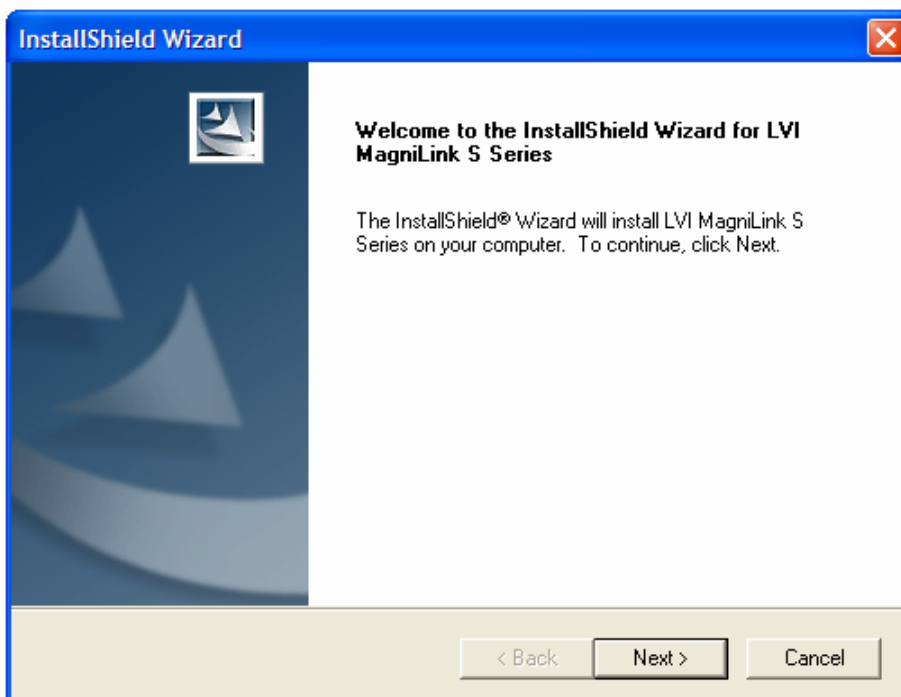 InstallShield Wizard
Welcome to the InstallShield Wizard for LVI
MagniLink S Series
The InstallShield® Wizard will install LVI MagniLink S
Series on your computer. To continue, click Next.
< Back
Next >
Cancel